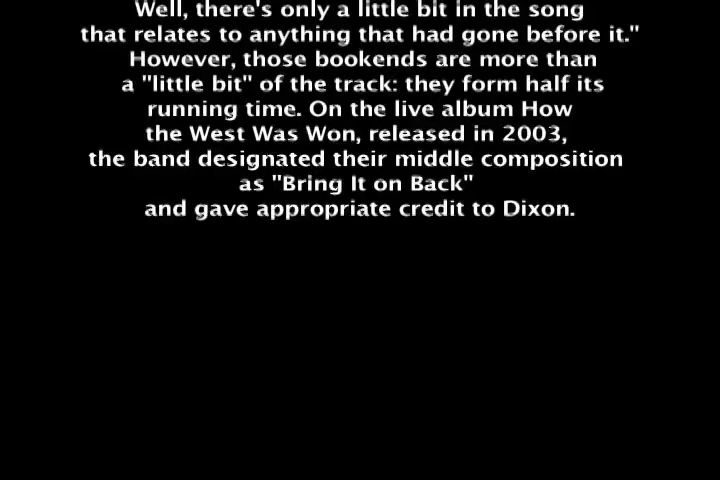 Well, there's only a little bit in the song
that relates to anything that had gone before it."
However, those bookends are more than
a "little bit" of the track: they form half its
running time. On the live album How
the West Was Won, released in 2003,
the band designated their middle composition
as "Bring It on Back"
and gave appropriate credit to Dixon.